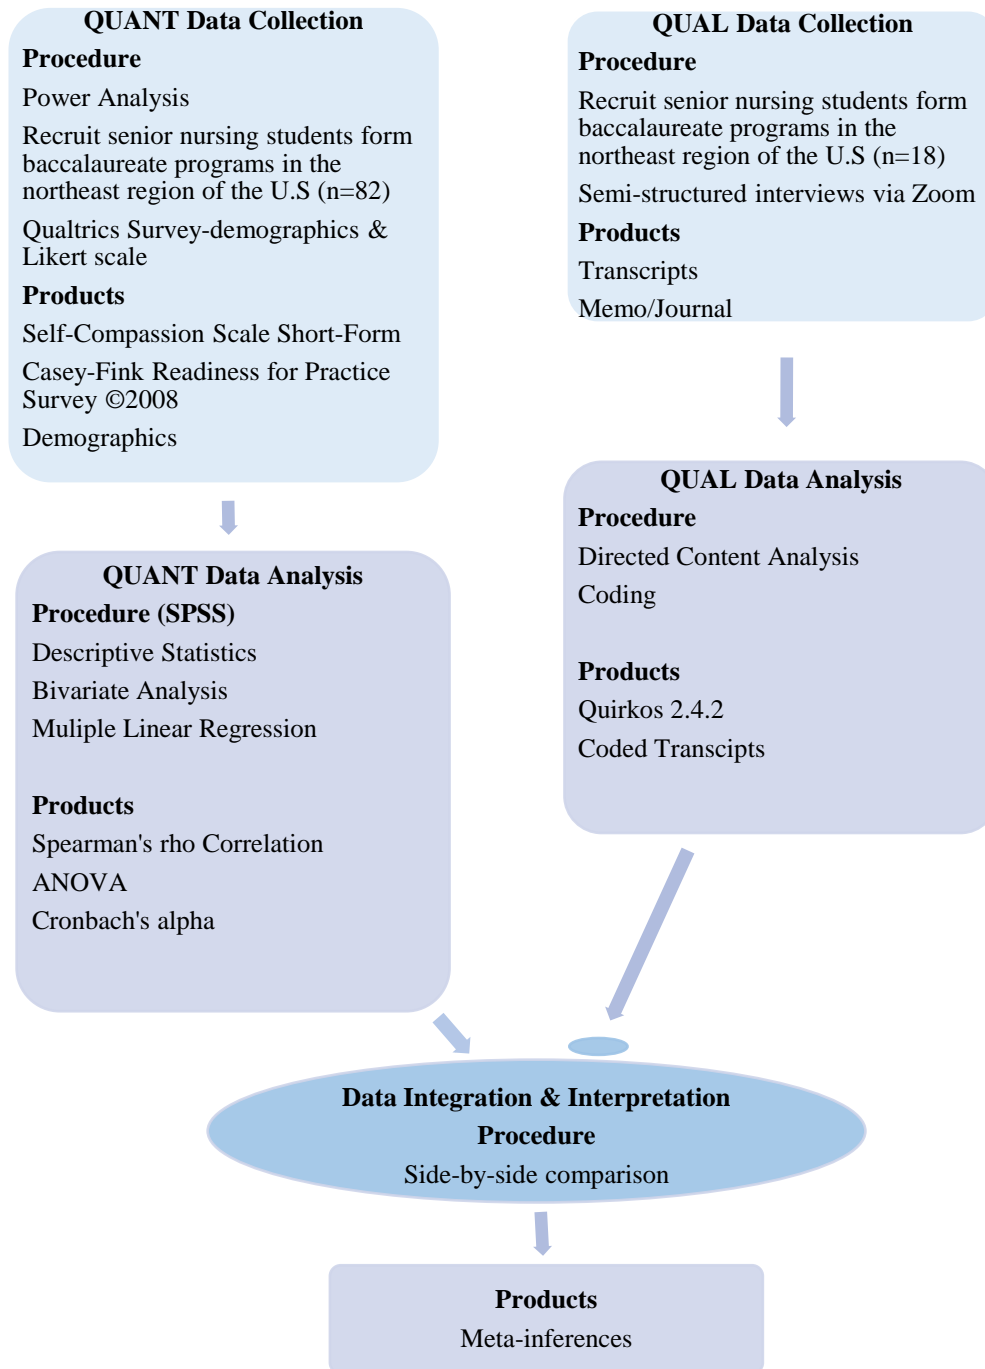 QUANT Data Collection
Procedure
Power Analysis
Recruit senior nursing students form
baccalaureate programs in the
northeast region of the U.S (n=82)
Qualtrics Survey-demographics &
Likert scale
Products
Self-Compassion Scale Short-Form
Casey-Fink Readiness for Practice
Survey ©2008
Demographics
QUAL Data Collection
Procedure
Recruit senior nursing students form
baccalaureate programs in the
northeast region of the U.S (n=18)
Semi-structured interviews via Zoom
Products
Transcripts
Memo/Journal
QUANT Data Analysis
Procedure (SPSS)
Descriptive Statistics
Bivariate Analysis
Muliple Linear Regression
Products
Spearman's rho Correlation
ANOVA
Cronbach's alpha
QUAL Data Analysis
Procedure
Directed Content Analysis
Coding
Products
Quirkos 2.4.2
Coded Transcipts
Data Integration & Interpretation
Procedure
Side-by-side comparison
Products
Meta-inferences